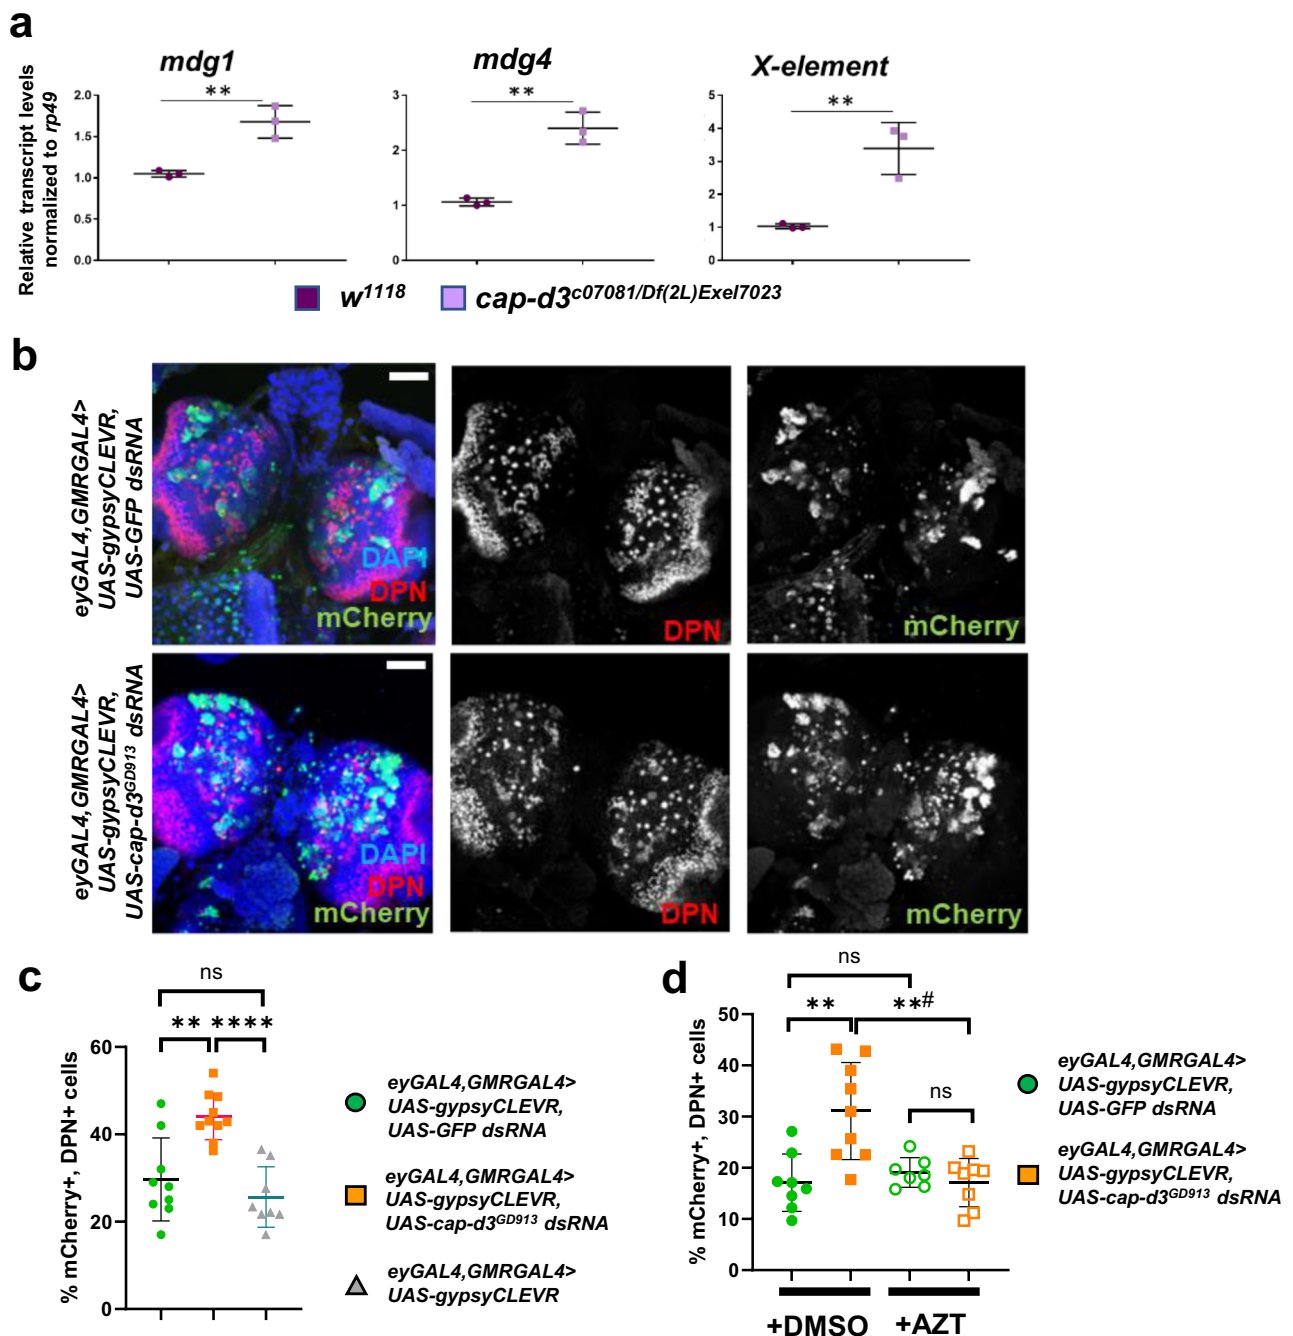 a
mdg1
mdg4
X-element
**
**
**
Relative transcript levels
normalized to rp49
2.0
1.5
1.0
0.5
0.0
3
2
1
0
5
4
3
2
1
0
w1118
cap-d3c07081/Df(2L)Exel7023
b
eyGAL4,GMRGAL4>
UAS-gypsyCLEVR,
UAS-GFP dsRNA
DAPI
DPN
mCherry
DPN
mCherry
eyGAL4,GMRGAL4>
UAS-gypsyCLEVR,
UAS-cap-d3GD913 dsRNA
DAPI
DPN
mCherry
DPN
mCherry
c
ns
**
****
% mCherry+, DPN+ cells
60
40
20
0
eyGAL4,GMRGAL4>
UAS-gypsyCLEVR,
UAS-GFP dsRNA
eyGAL4,GMRGAL4>
UAS-gypsyCLEVR,
UAS-cap-d3GD913 dsRNA
eyGAL4,GMRGAL4>
UAS-gypsyCLEVR
d
ns
**
**#
ns
% mCherry+, DPN+ cells
50
40
30
20
10
0
+DMSO
+AZT
eyGAL4,GMRGAL4>
UAS-gypsyCLEVR,
UAS-GFP dsRNA
eyGAL4,GMRGAL4>
UAS-gypsyCLEVR,
UAS-cap-d3GD913 dsRNA